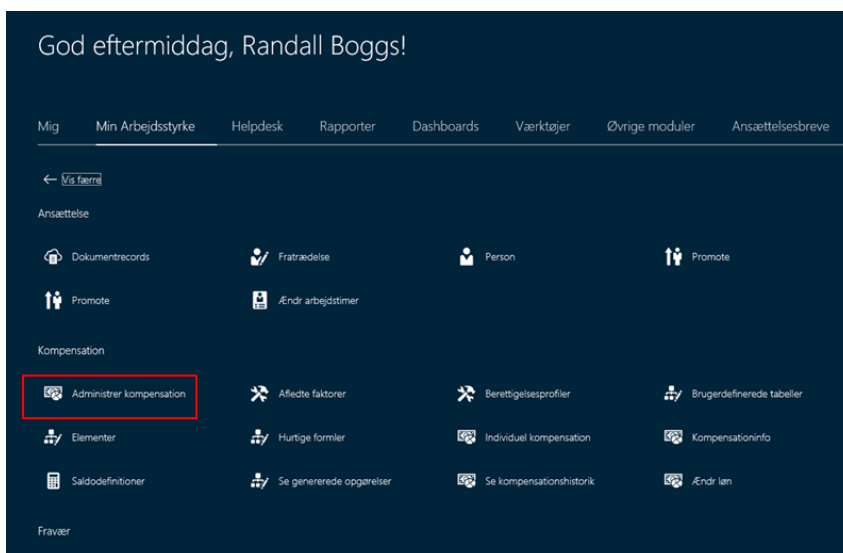 God eftermiddag, Randall Boggs!
Mig Min Arbejdsstyrke Helpdesk Rapporter Dashboards Værktøjer Øvrige moduler Ansættelsesbreve
Vis færre
Ansættelse
Dokumentrecords Fratrædelse Person Promote
Promote Ændr arbejdstimer
Kompensation
Administrer kompensation Afledte faktorer Berettigelsesprofiler Brugerdefinerede tabeller
Elementer Hurtige formler Individuel kompensation Kompensationinfo
Saldodefinitioner Se genererede opgørelser Se kompensationshistorik Ændr løn
Fravær